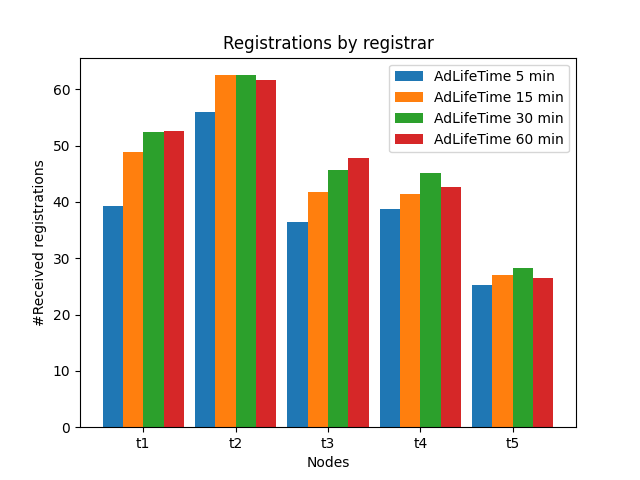 Registrations by registrar
AdLifeTime 5 min
AdLifeTime 15 min
AdLifeTime 30 min
AdLifeTime 60 min
#Received registrations
60
50
40
30
20
10
0
t1 t2 t3 t4 t5
Nodes